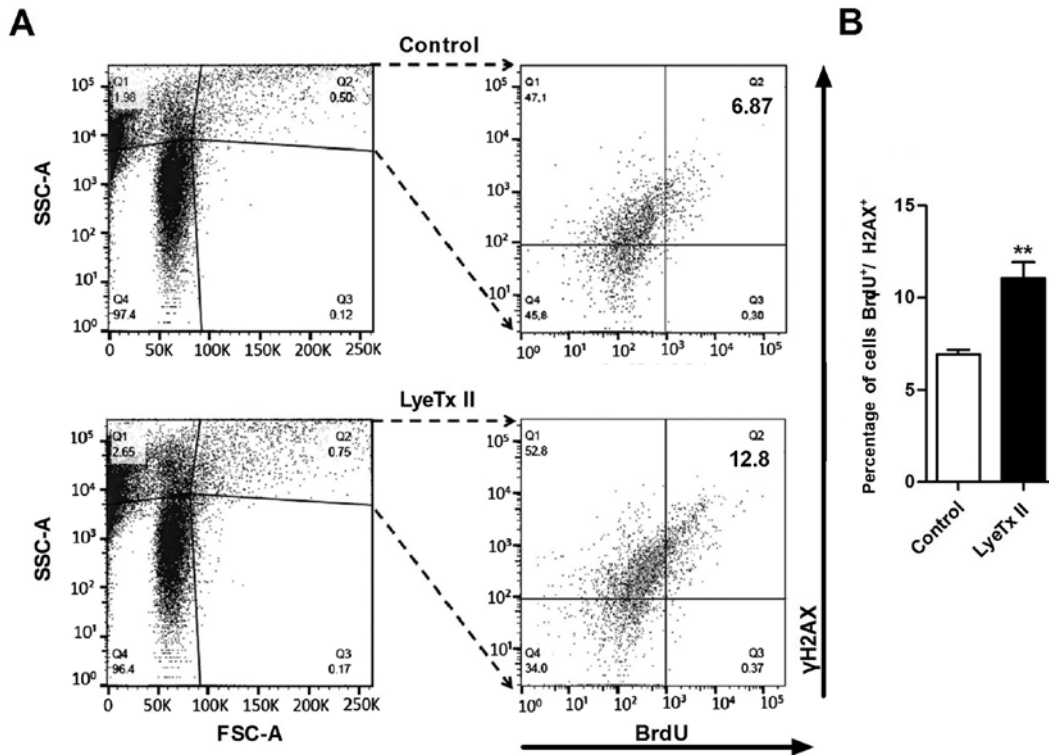 A
B
Control
Q1
1.98
Q2
0.50
Q4
97.4
Q3
0.12
SSC-A
10⁵
10⁴
10³
10²
10¹
10⁰
0 50K 100K 150K 200K 250K
Q1
47.1
Q2
6.87
Q4
45.8
Q3
0.30
10⁵
10⁴
10³
10²
10¹
10⁰ 10¹ 10² 10³ 10⁴ 10⁵
LyeTx II
Q1
2.65
Q2
0.75
Q4
96.4
Q3
0.17
SSC-A
10⁵
10⁴
10³
10²
10¹
10⁰
0 50K 100K 150K 200K 250K
FSC-A
Q1
52.8
Q2
12.8
Q4
34.0
Q3
0.37
10⁵
10⁴
10³
10²
10¹
10⁰ 10¹ 10² 10³ 10⁴ 10⁵
BrdU
γH2AX
Percentage of cells BrdU⁺/ H2AX⁺
15
10
5
0
**
Control
LyeTx II